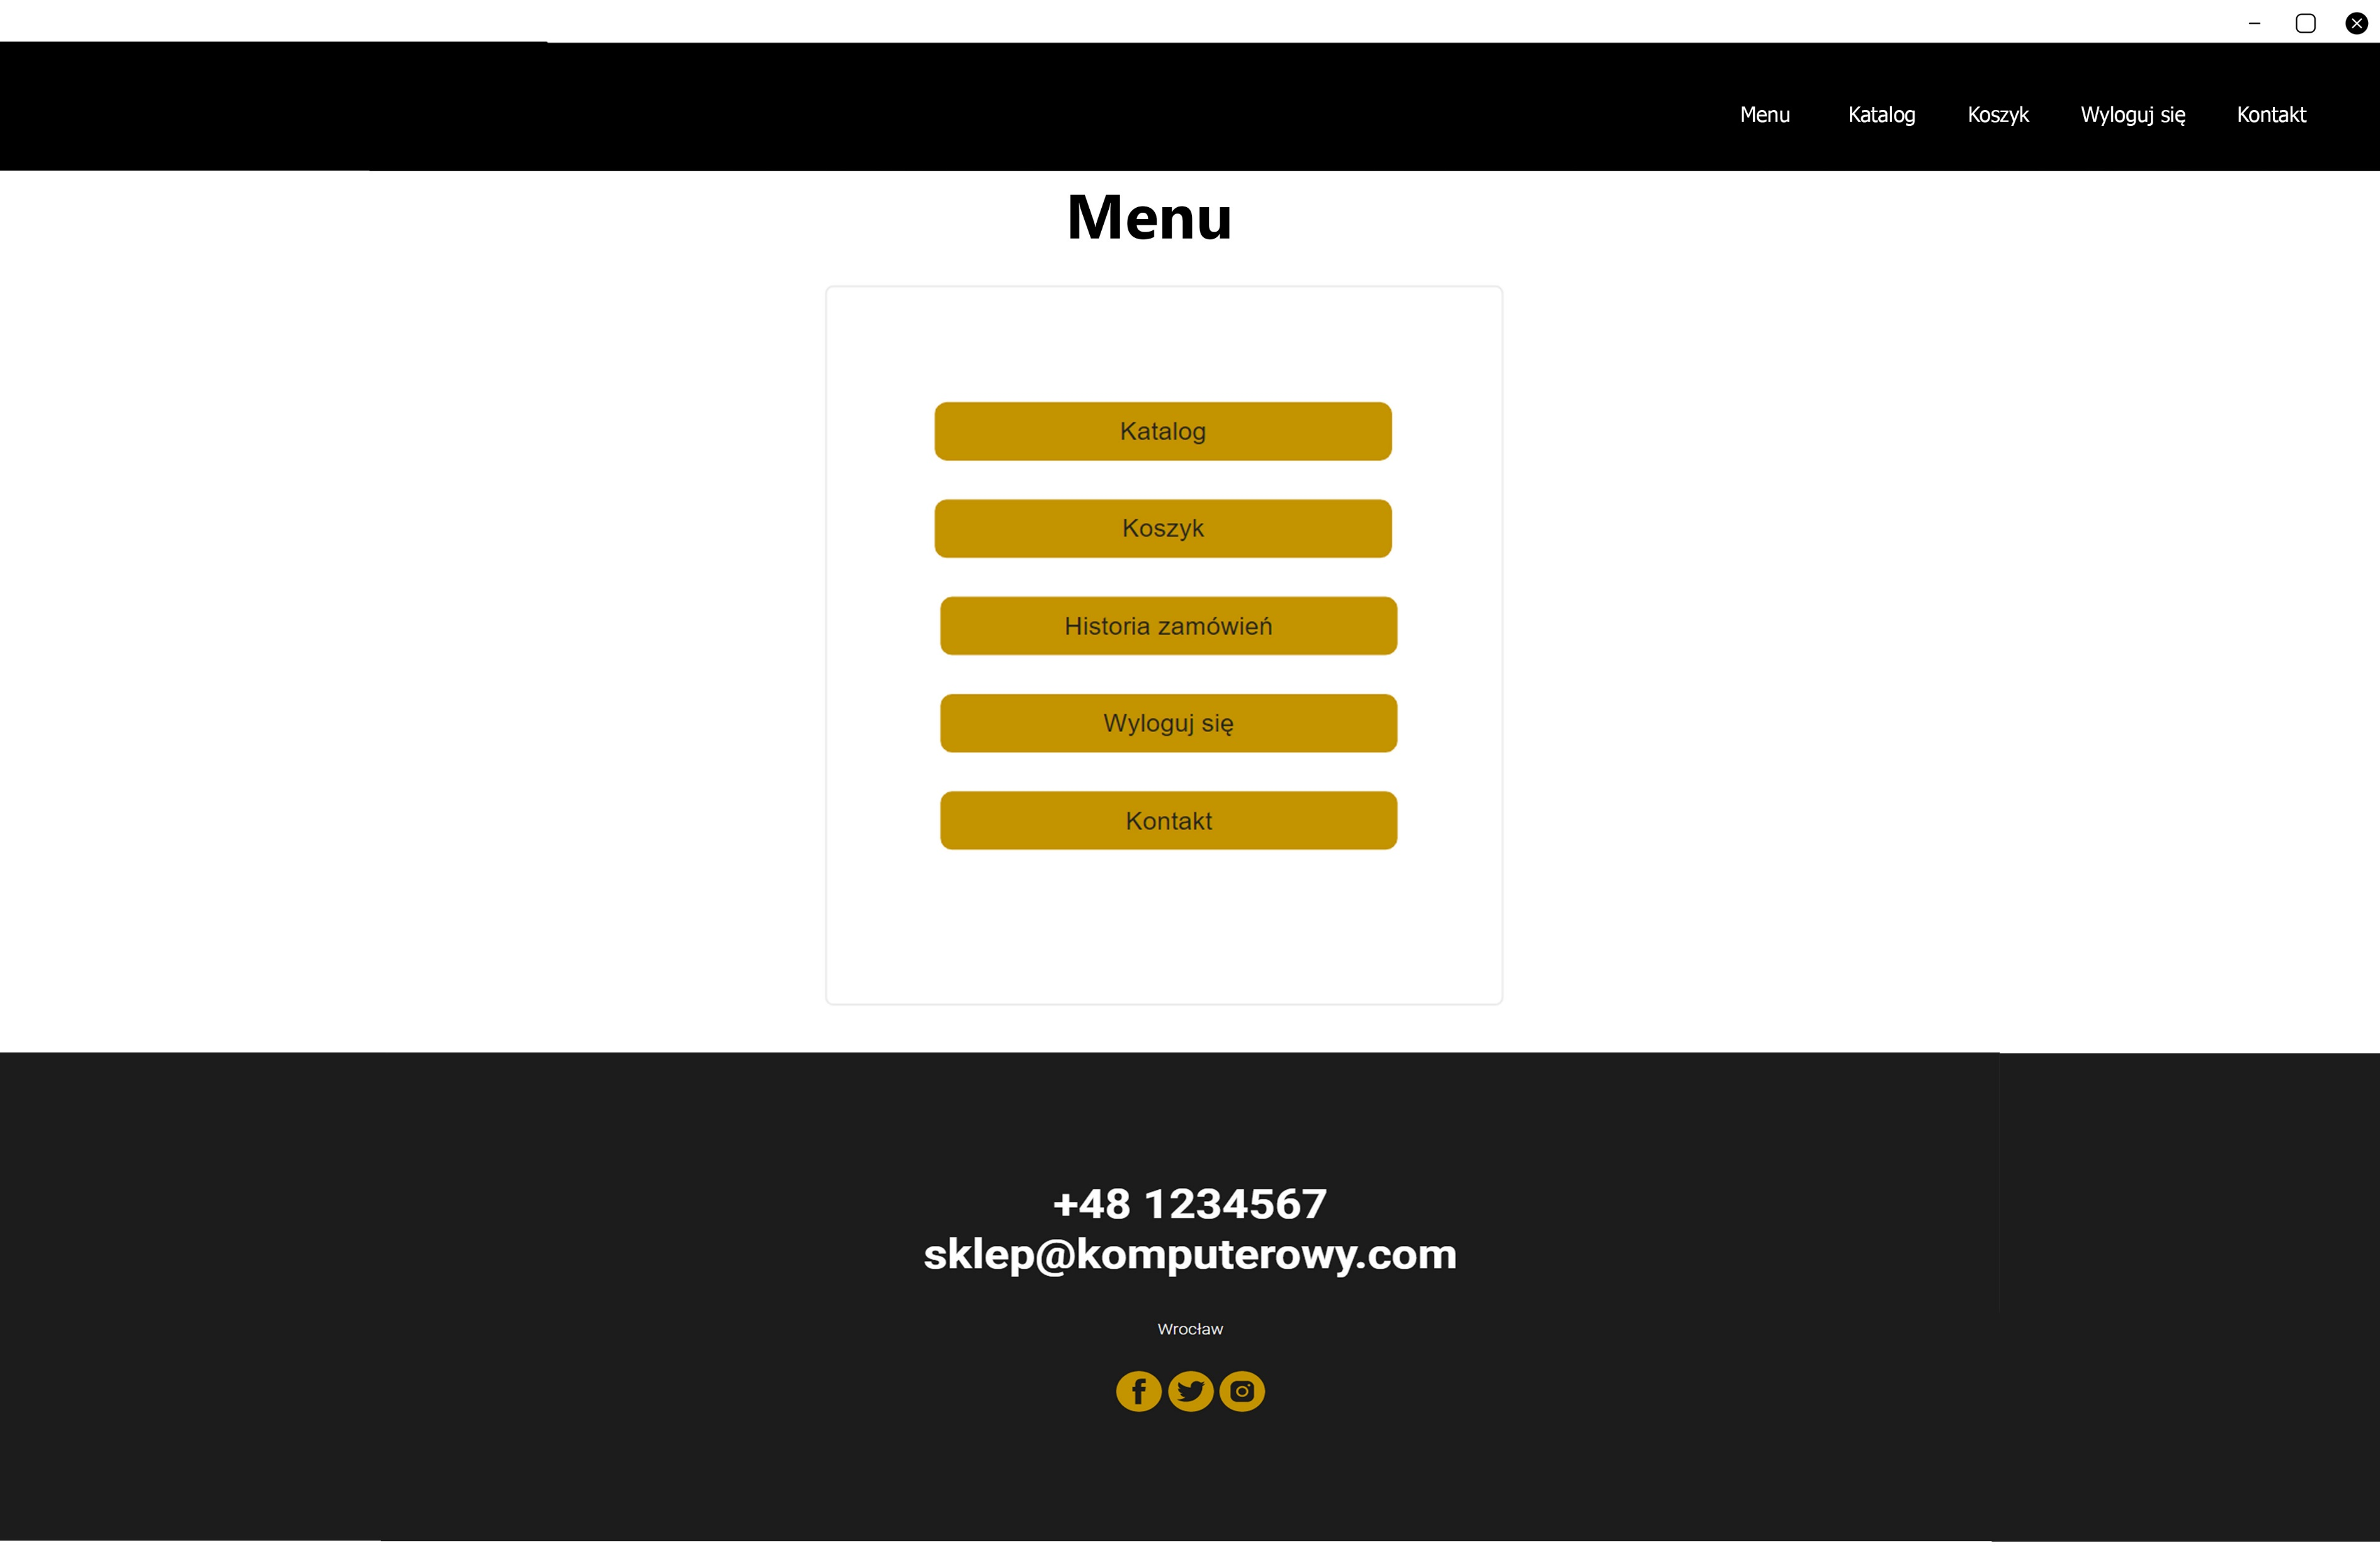 Menu Katalog Koszyk Wyloguj się Kontakt
Menu
Katalog
Koszyk
Historia zamówień
Wyloguj się
Kontakt
+48 1234567
sklep@komputerowy.com
Wrocław